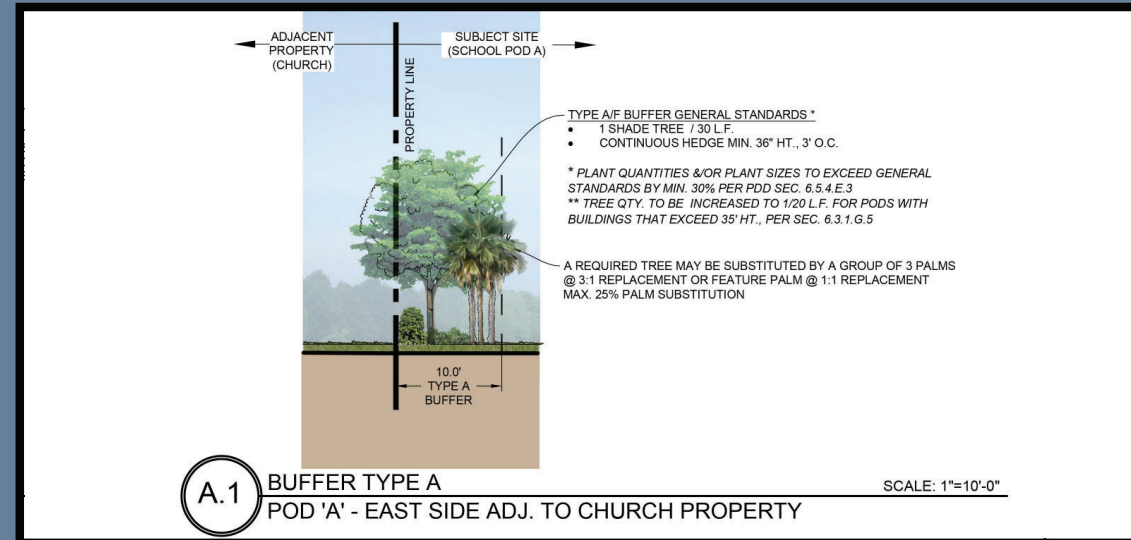 ADJACENT
PROPERTY
(CHURCH)
SUBJECT SITE
(SCHOOL POD A)
PROPERTY LINE
TYPE A/F BUFFER GENERAL STANDARDS *
• 1 SHADE TREE / 30 L.F.
• CONTINUOUS HEDGE MIN. 36" HT., 3' O.C.
* PLANT QUANTITIES &/OR PLANT SIZES TO EXCEED GENERAL
STANDARDS BY MIN. 30% PER PDD SEC. 6.5.4.E.3
** TREE QTY. TO BE INCREASED TO 1/20 L.F. FOR PODS WITH
BUILDINGS THAT EXCEED 35' HT., PER SEC. 6.3.1.G.5
A REQUIRED TREE MAY BE SUBSTITUTED BY A GROUP OF 3 PALMS
@ 3:1 REPLACEMENT OR FEATURE PALM @ 1:1 REPLACEMENT
MAX. 25% PALM SUBSTITUTION
10.0'
TYPE A
BUFFER
A.1
BUFFER TYPE A
SCALE: 1"=10'-0"
POD 'A' - EAST SIDE ADJ. TO CHURCH PROPERTY